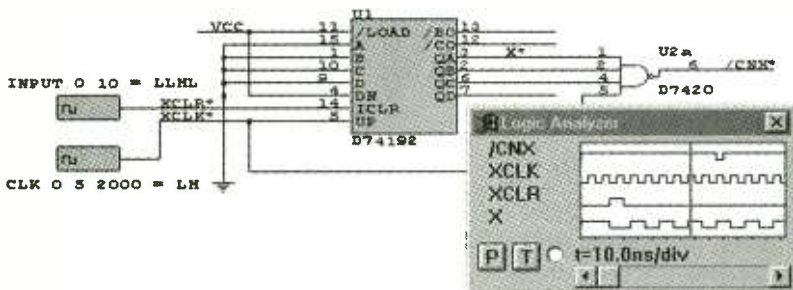 U1
VCC
11 /LOAD /BO 13
15 A /CO 12
1 B QA 3 X* 1
10 C QB 2 2
9 D QC 6 4
4 DN QD 7 5
14 ICLR
5 UP
D74192
U2a
6 /CNX*
D7420
INPUT 0 10 = LLHL
XCLR*
XCLK*
CLK 0 5 2000 = LH
Logic Analyzer
/CNX
XCLK
XCLR
X
P T t=10.0ns/div